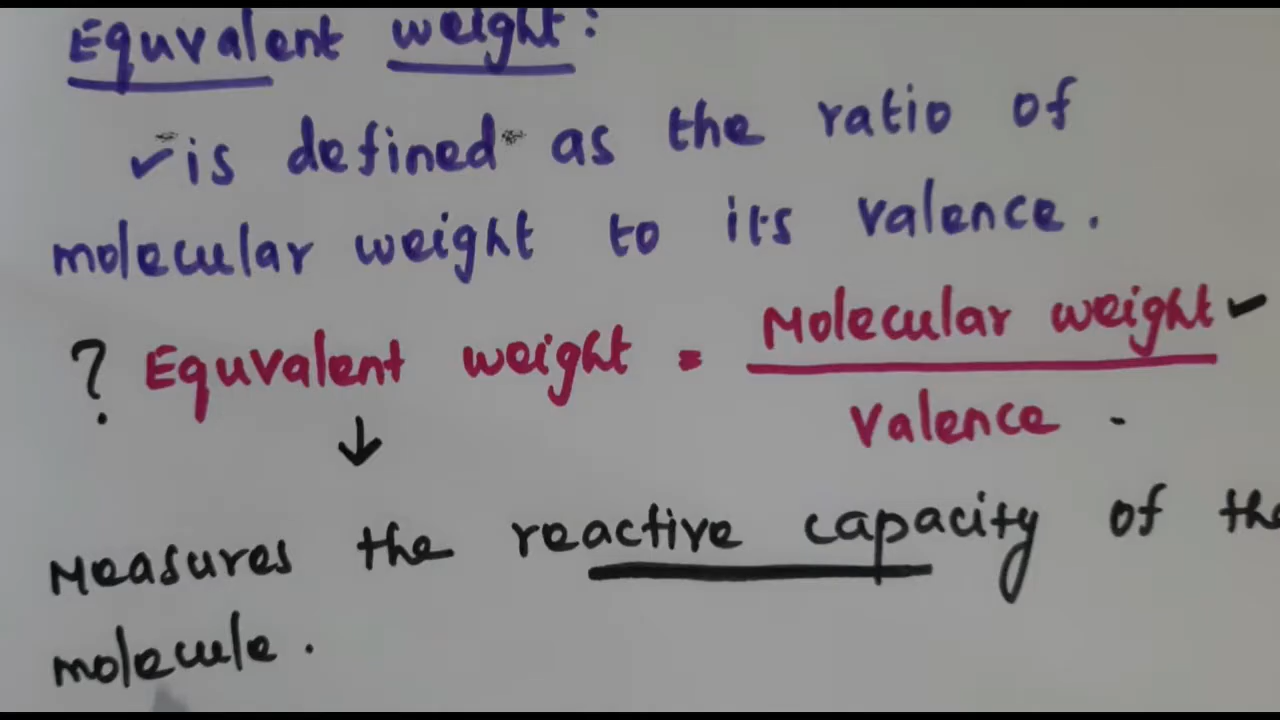 Equvalent weight:
✓is defined as the ratio of
molecular weight to its valence.
? Equvalent weight = Molecular weight ✓
Valence
↓
Measures the reactive capacity of the
molecule.